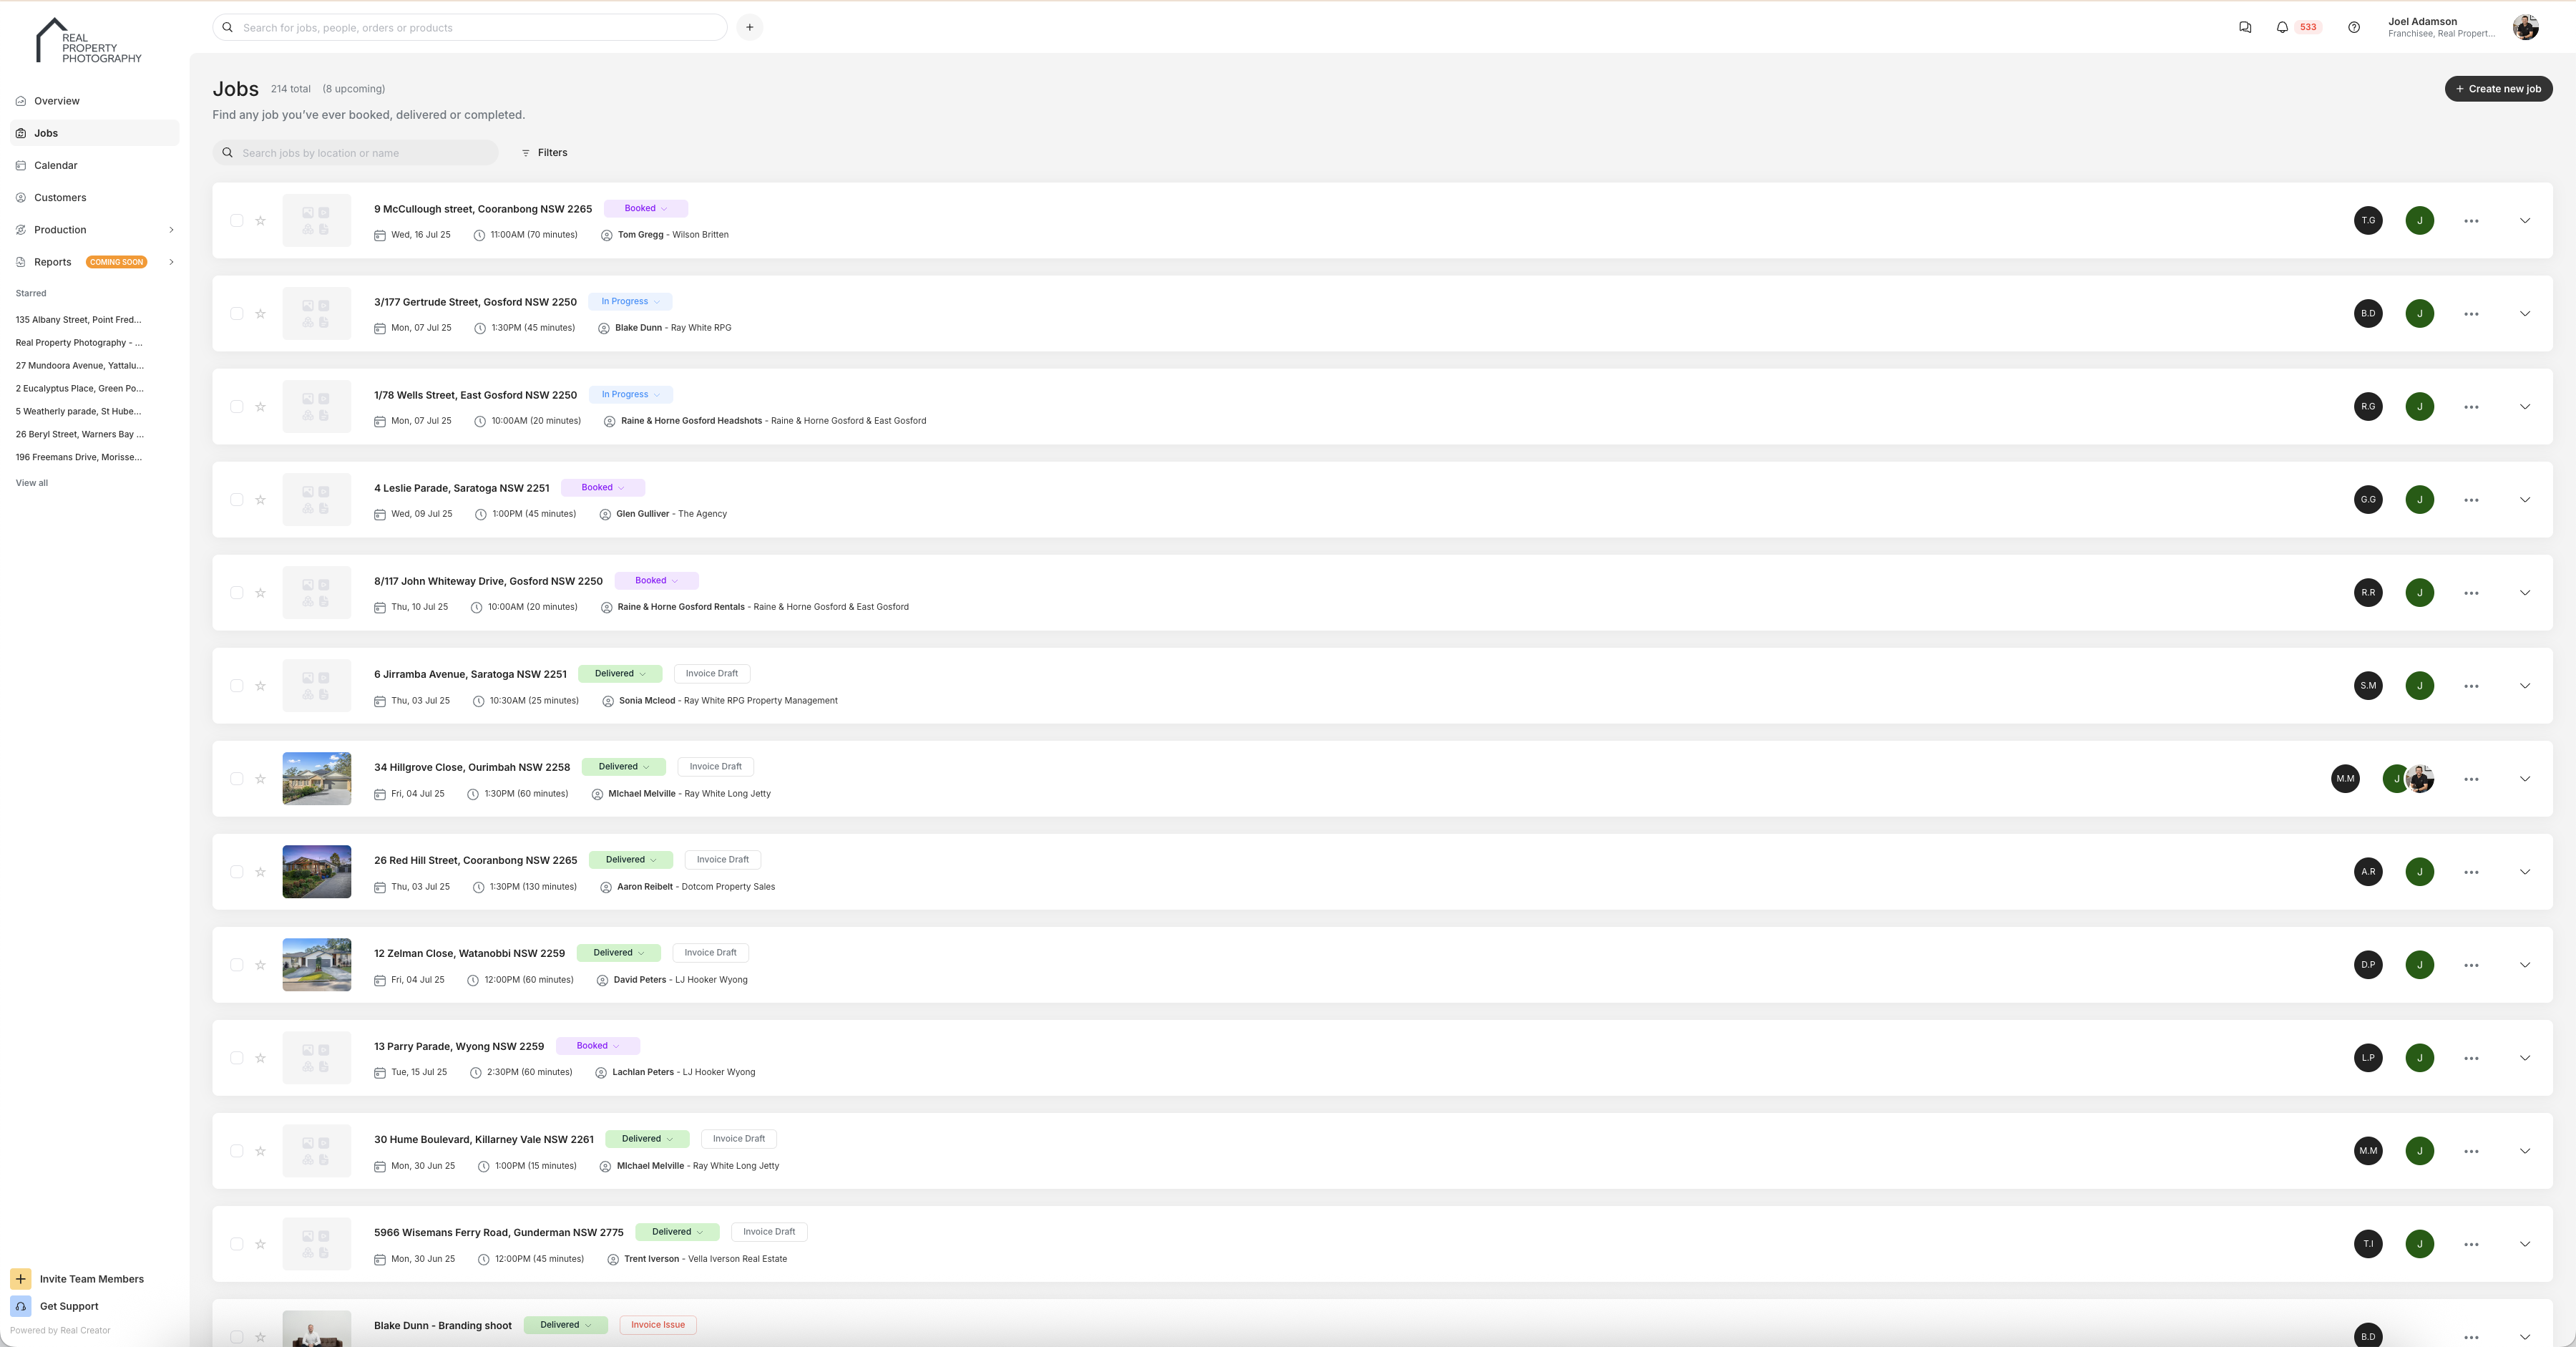 REAL
PROPERTY
PHOTOGRAPHY
Search for jobs, people, orders or products
533
Joel Adamson
Franchisee, Real Propert...
Overview
Jobs
Calendar
Customers
Production
Reports COMING SOON
Starred
135 Albany Street, Point Fred...
Real Property Photography - ...
27 Mundoora Avenue, Yattalu...
2 Eucalyptus Place, Green Po...
5 Weatherly parade, St Hube...
26 Beryl Street, Warners Bay ...
196 Freemans Drive, Morisse...
View all
Invite Team Members
Get Support
Powered by Real Creator
Jobs 214 total (8 upcoming)
Create new job
Find any job you've ever booked, delivered or completed.
Search jobs by location or name
Filters
9 McCullough street, Cooranbong NSW 2265 Booked
Wed, 16 Jul 25 11:00AM (70 minutes) Tom Gregg - Wilson Britten
T.G J
3/177 Gertrude Street, Gosford NSW 2250 In Progress
Mon, 07 Jul 25 1:30PM (45 minutes) Blake Dunn - Ray White RPG
B.D J
1/78 Wells Street, East Gosford NSW 2250 In Progress
Mon, 07 Jul 25 10:00AM (20 minutes) Raine & Horne Gosford Headshots - Raine & Horne Gosford & East Gosford
R.G J
4 Leslie Parade, Saratoga NSW 2251 Booked
Wed, 09 Jul 25 1:00PM (45 minutes) Glen Gulliver - The Agency
G.G J
8/117 John Whiteway Drive, Gosford NSW 2250 Booked
Thu, 10 Jul 25 10:00AM (20 minutes) Raine & Horne Gosford Rentals - Raine & Horne Gosford & East Gosford
R.R J
6 Jirramba Avenue, Saratoga NSW 2251 Delivered Invoice Draft
Thu, 03 Jul 25 10:30AM (25 minutes) Sonia Mcleod - Ray White RPG Property Management
S.M J
34 Hillgrove Close, Ourimbah NSW 2258 Delivered Invoice Draft
Fri, 04 Jul 25 1:30PM (60 minutes) MIchael Melville - Ray White Long Jetty
M.M J
26 Red Hill Street, Cooranbong NSW 2265 Delivered Invoice Draft
Thu, 03 Jul 25 1:30PM (130 minutes) Aaron Reibelt - Dotcom Property Sales
A.R J
12 Zelman Close, Watanobbi NSW 2259 Delivered Invoice Draft
Fri, 04 Jul 25 12:00PM (60 minutes) David Peters - LJ Hooker Wyong
D.P J
13 Parry Parade, Wyong NSW 2259 Booked
Tue, 15 Jul 25 2:30PM (60 minutes) Lachlan Peters - LJ Hooker Wyong
L.P J
30 Hume Boulevard, Killarney Vale NSW 2261 Delivered Invoice Draft
Mon, 30 Jun 25 1:00PM (15 minutes) MIchael Melville - Ray White Long Jetty
M.M J
5966 Wisemans Ferry Road, Gunderman NSW 2775 Delivered Invoice Draft
Mon, 30 Jun 25 12:00PM (45 minutes) Trent Iverson - Vella Iverson Real Estate
T.I J
Blake Dunn - Branding shoot Delivered Invoice Issue
B.D